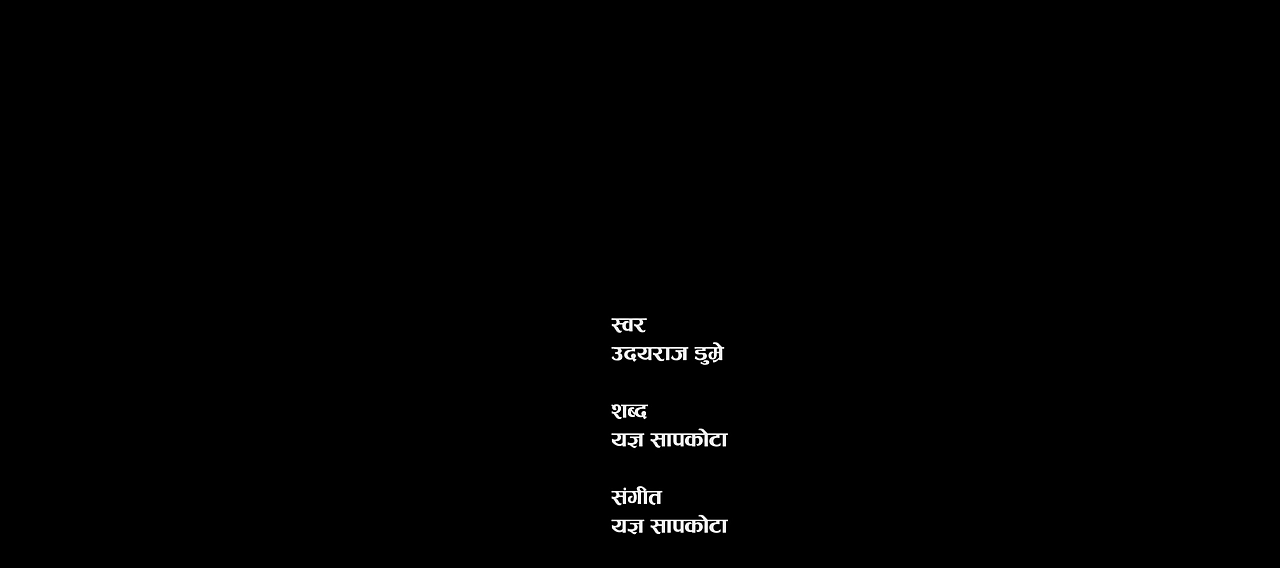 स्वर
उदयराज डुम्रे
शब्द
यज्ञ सापकोटा
संगीत
यज्ञ सापकोटा